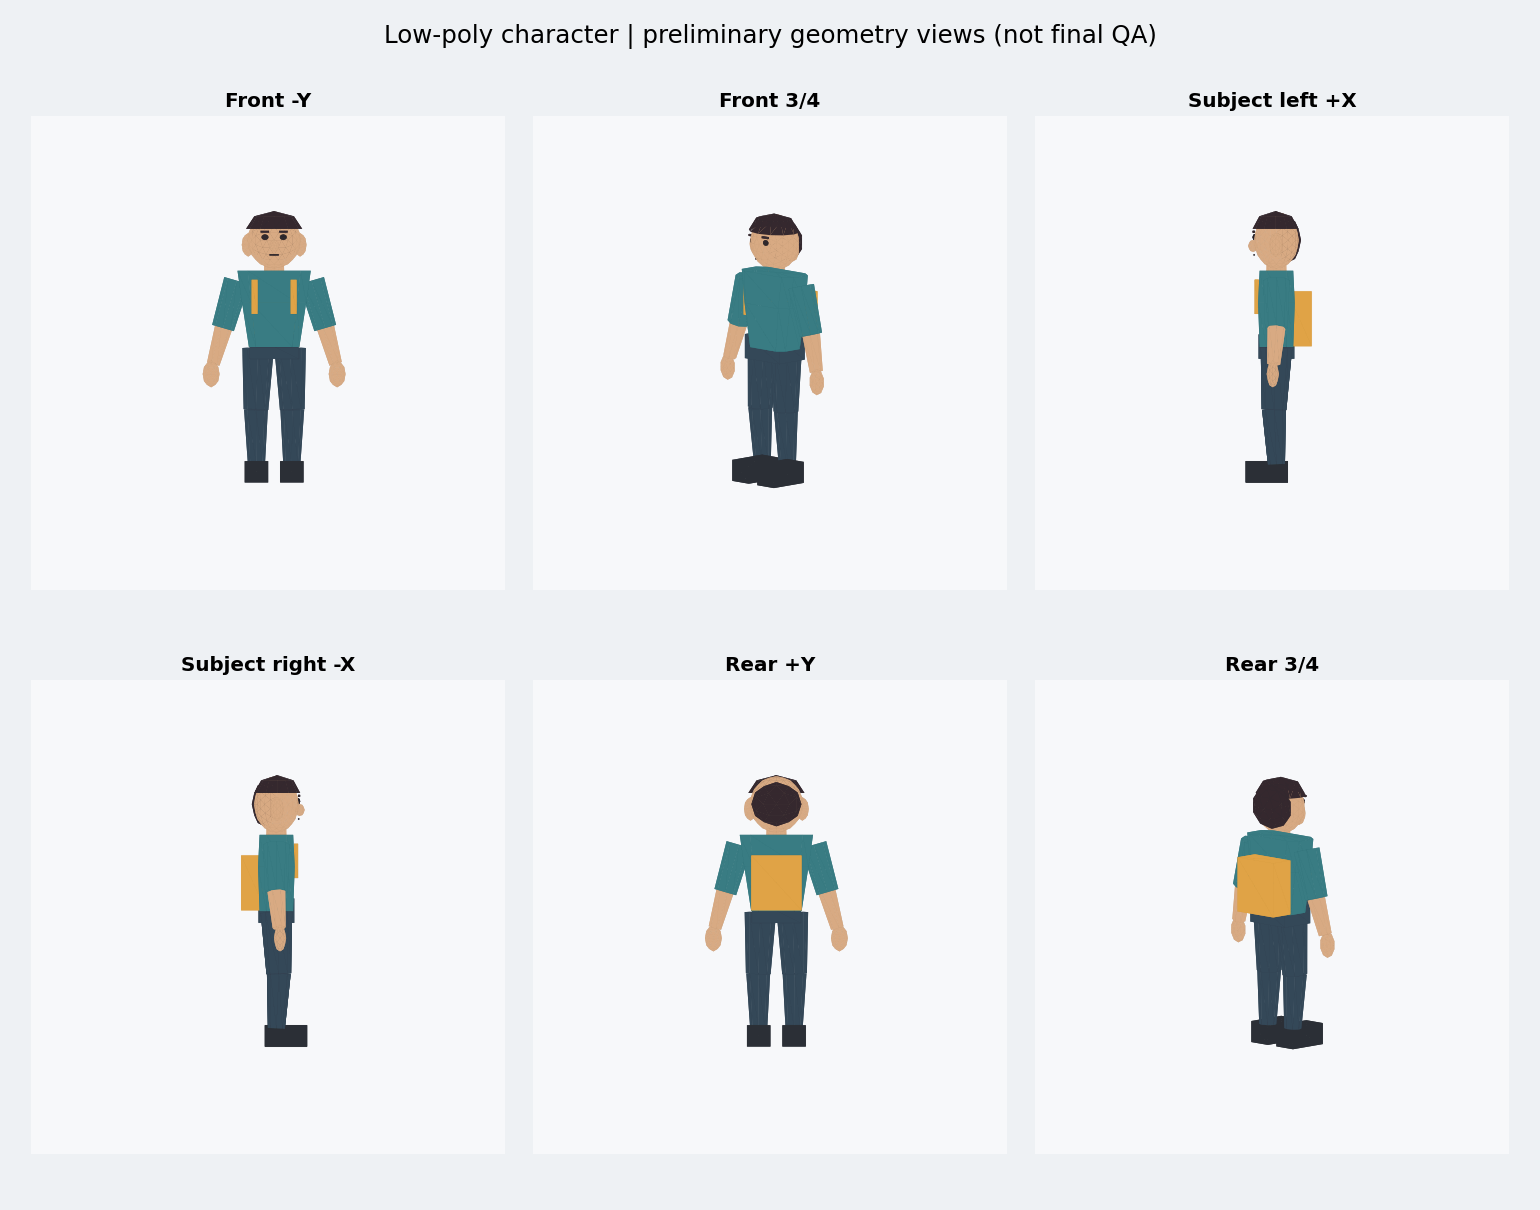 Low-poly character | preliminary geometry views (not final QA)
Front -Y
Front 3/4
Subject left +X
Subject right -X
Rear +Y
Rear 3/4